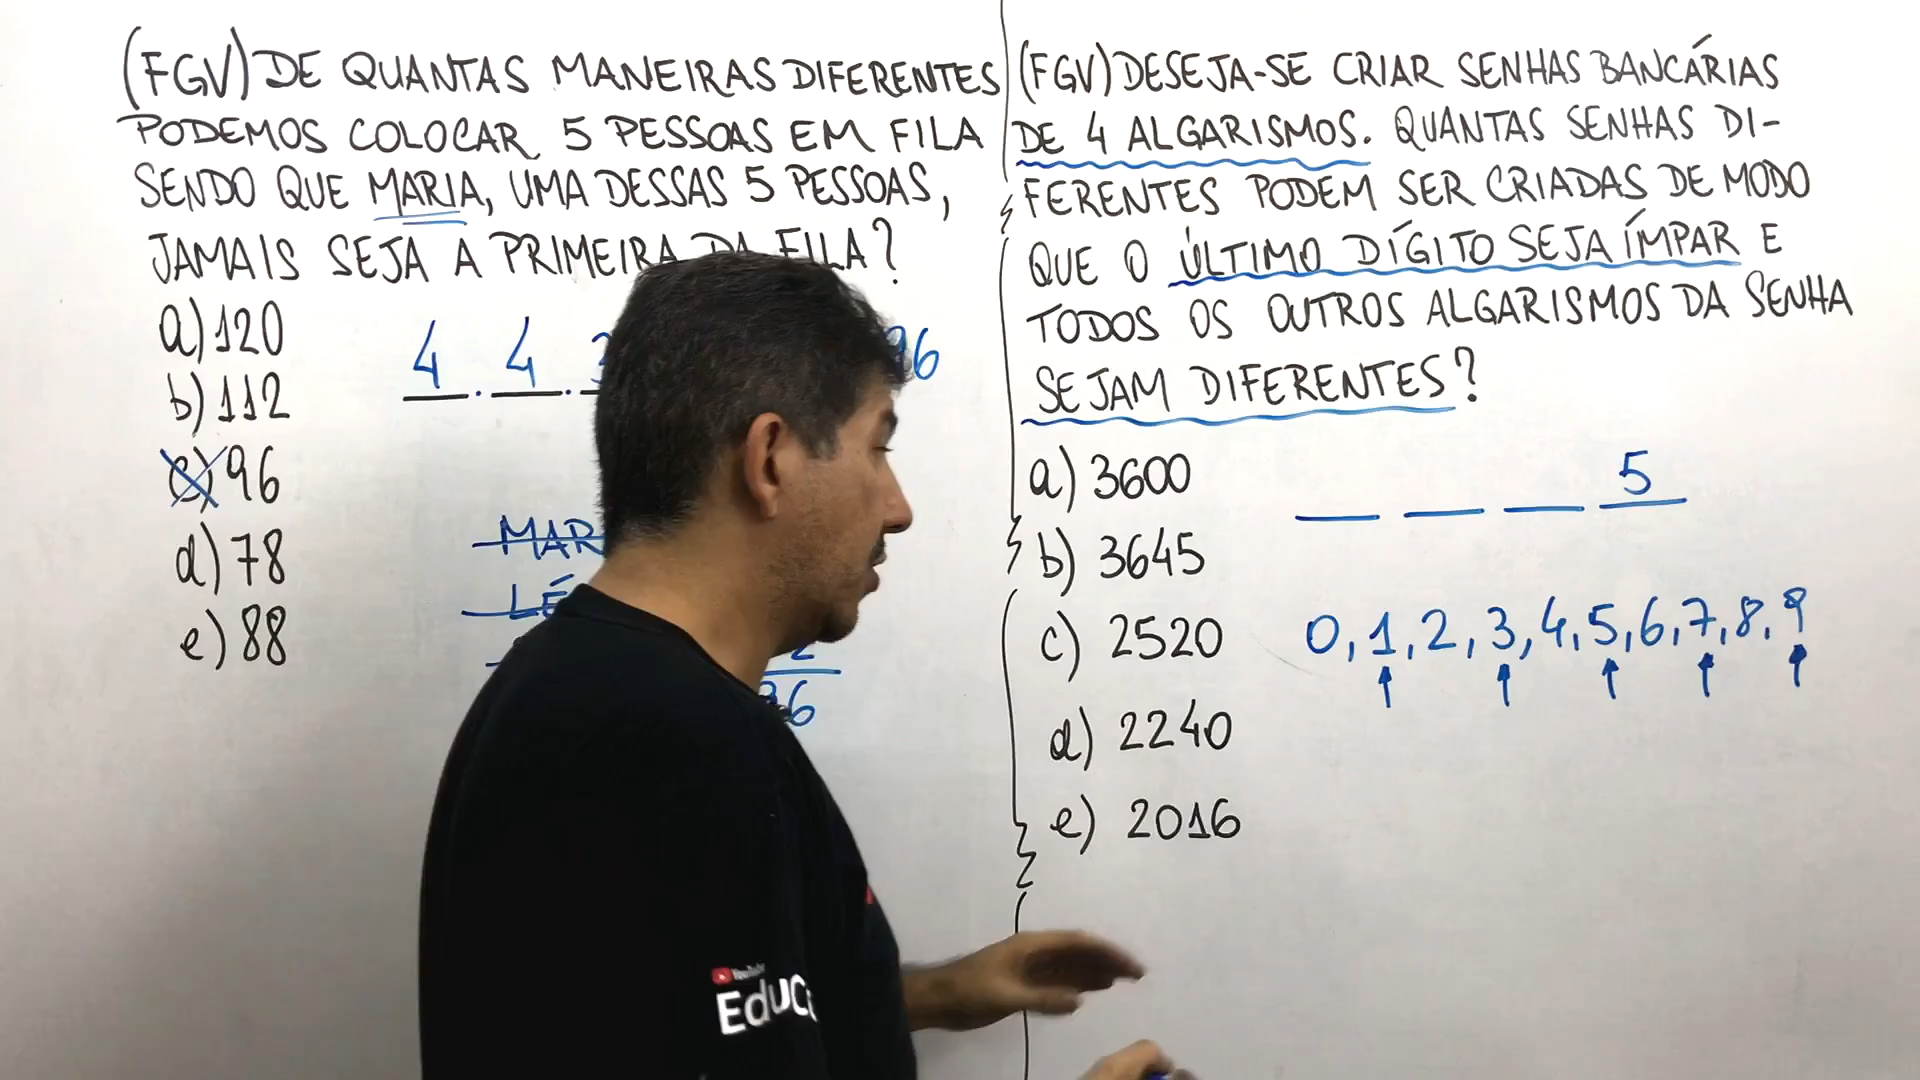 (FGV) DE QUANTAS MANEIRAS DIFERENTES
PODEMOS COLOCAR 5 PESSOAS EM FILA
SENDO QUE MARIA, UMA DESSAS 5 PESSOAS,
JAMAIS SEJA A PRIMEIRA DA FILA?
a) 120
b) 112
c) 96
d) 78
e) 88
4 . 4 .
96
(FGV) DESEJA-SE CRIAR SENHAS BANCÁRIAS
DE 4 ALGARISMOS. QUANTAS SENHAS DI-
FERENTES PODEM SER CRIADAS DE MODO
QUE O ÚLTIMO DÍGITO SEJA ÍMPAR E
TODOS OS OUTROS ALGARISMOS DA SENHA
SEJAM DIFERENTES?
a) 3600
b) 3645
c) 2520
d) 2240
e) 2016
5
0, 1, 2, 3, 4, 5, 6, 7, 8, 9
YouTube